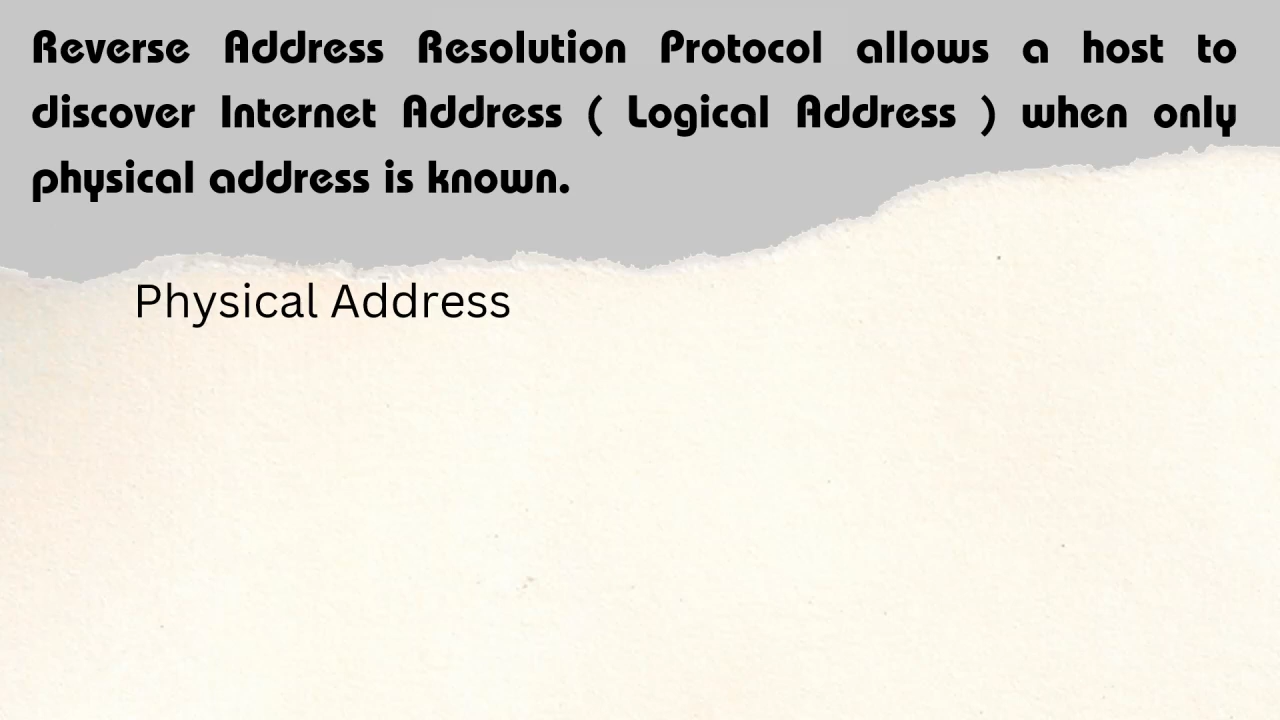 Reverse Address Resolution Protocol allows a host to
discover Internet Address ( Logical Address ) when only
physical address is known.
Physical Address